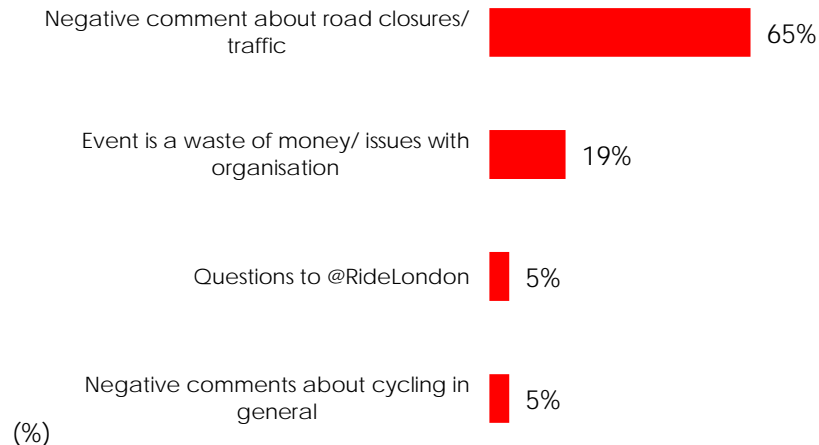 Negative comment about road closures/
traffic
65%
Event is a waste of money/ issues with
organisation
19%
Questions to @RideLondon
5%
Negative comments about cycling in
general
5%
(%)